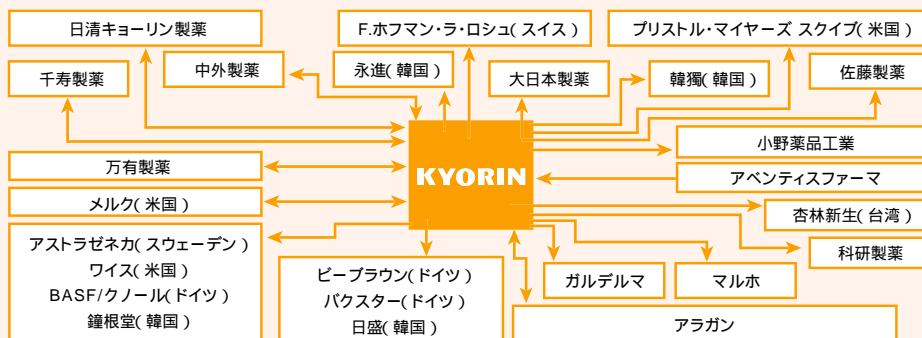 日清キョーリン製薬
F.ホフマン・ラ・ロシュ( スイス )
プリストル・マイヤーズ スクイブ( 米国 )
千寿製薬
中外製薬
永進( 韓国 )
大日本製薬
韓獨( 韓国 )
佐藤製薬
小野薬品工業
万有製薬
KYORIN
アベンティスファーマ
メルク( 米国 )
杏林新生( 台湾 )
アストラゼネカ( スウェーデン )
ワイス( 米国 )
BASF/クノール(ドイツ )
鐘根堂( 韓国 )
ビーブラウン(ドイツ )
バクスター(ドイツ )
日盛( 韓国 )
ガルデルマ
マルホ
科研製薬
アラガン